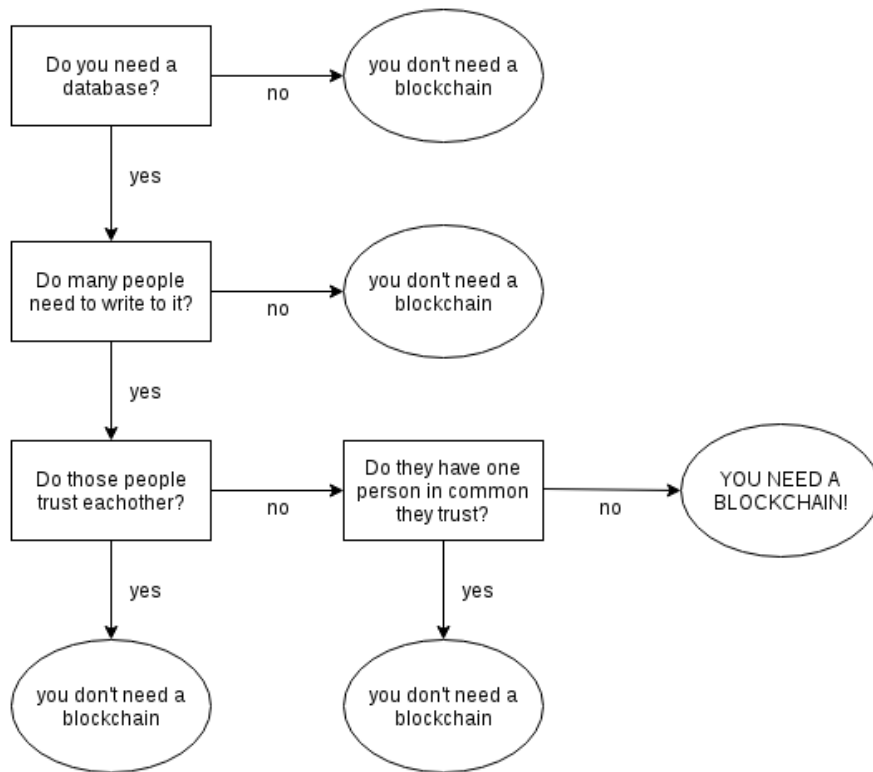 Do you need a
database?
no
you don't need a
blockchain
yes
Do many people
need to write to it?
no
you don't need a
blockchain
yes
Do those people
trust eachother?
no
Do they have one
person in common
they trust?
no
YOU NEED A
BLOCKCHAIN!
yes
yes
you don't need a
blockchain
you don't need a
blockchain